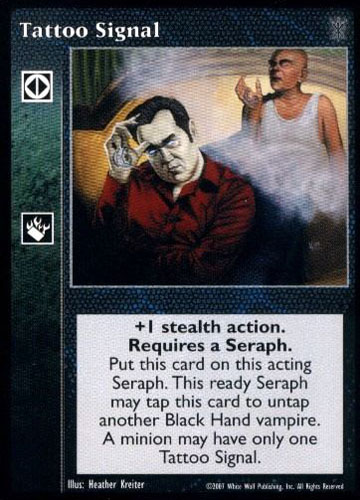 Tattoo Signal
+1 stealth action.
Requires a Seraph.
Put this card on this acting
Seraph. This ready Seraph
may tap this card to untap
another Black Hand vampire.
A minion may have only one
Tattoo Signal.
Illus: Heather Kreiter ©2001 White Wolf Publishing, Inc. All Rights Reserved